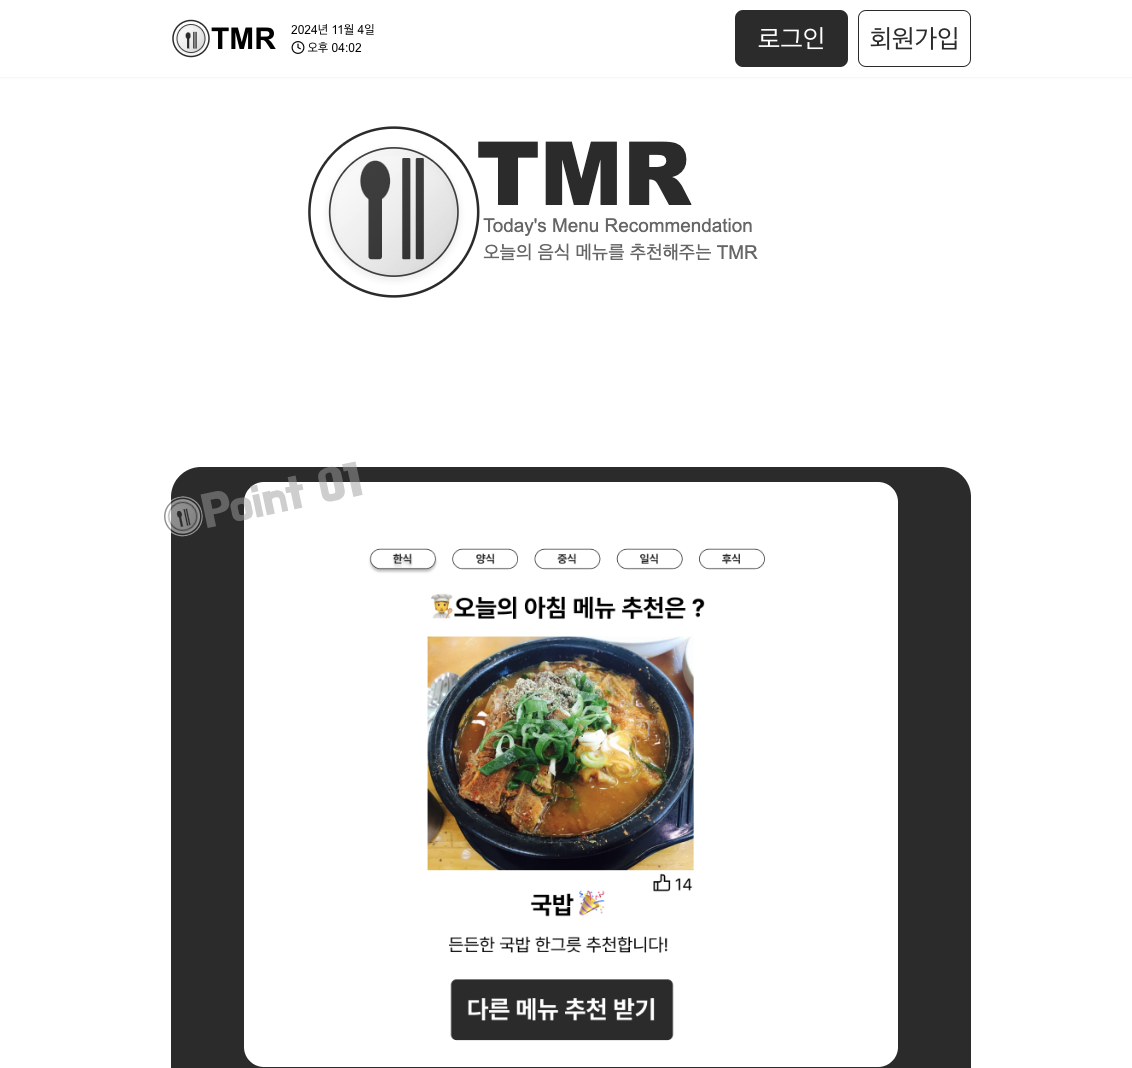 TMR
2024년 11월 4일
오후 04:02
로그인
회원가입
TMR
Today's Menu Recommendation
오늘의 음식 메뉴를 추천해주는 TMR
@Point 01
한식 양식 중식 일식 후식
오늘의 아침 메뉴 추천은 ?
14
국밥
든든한 국밥 한그릇 추천합니다!
다른 메뉴 추천 받기